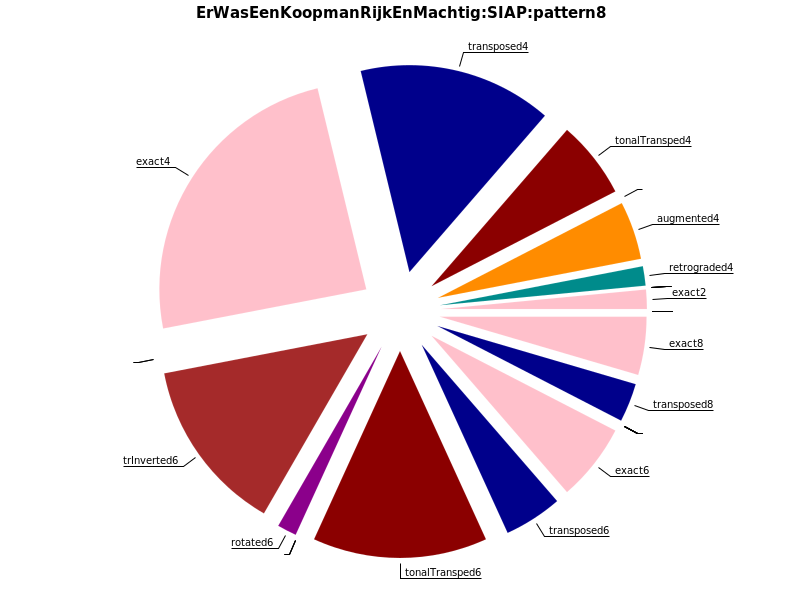 ErWasEenKoopmanRijkEnMachtig:SIAP:pattern8
transposed4
tonalTransped4
exact4
augmented4
retrograded4
exact2
exact8
transposed8
trInverted6
exact6
transposed6
rotated6
tonalTransped6